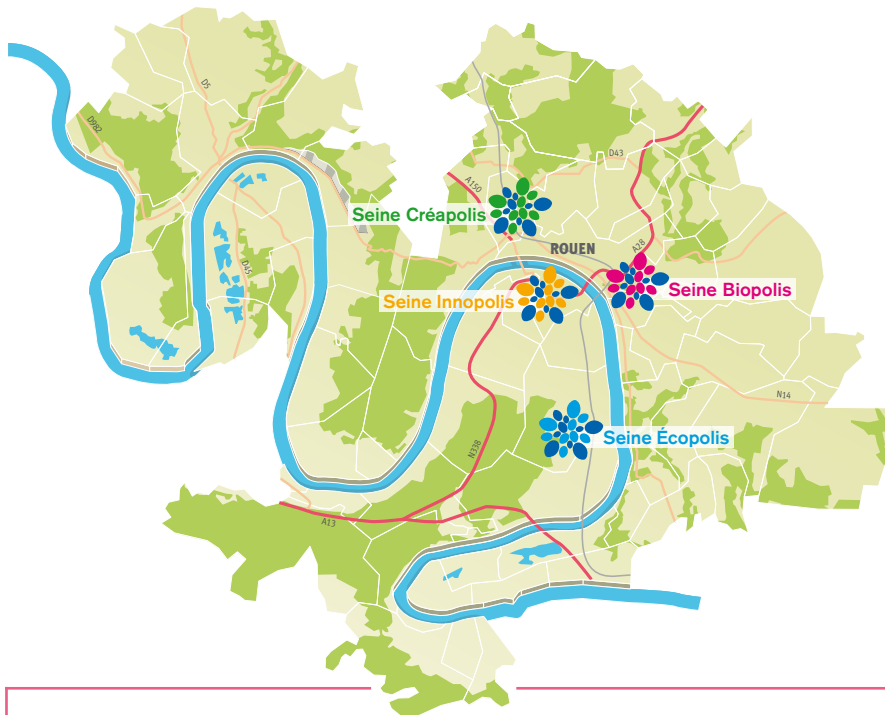 D5
D982
D43
A150
Seine Créapolis
ROUEN
A28
D45
Seine Innopolis
Seine Biopolis
N14
Seine Écopolis
N338
A13